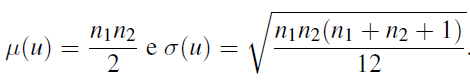 μ(u) = n₁n₂/2 e σ(u) = √(n₁n₂(n₁ + n₂ + 1)/12).